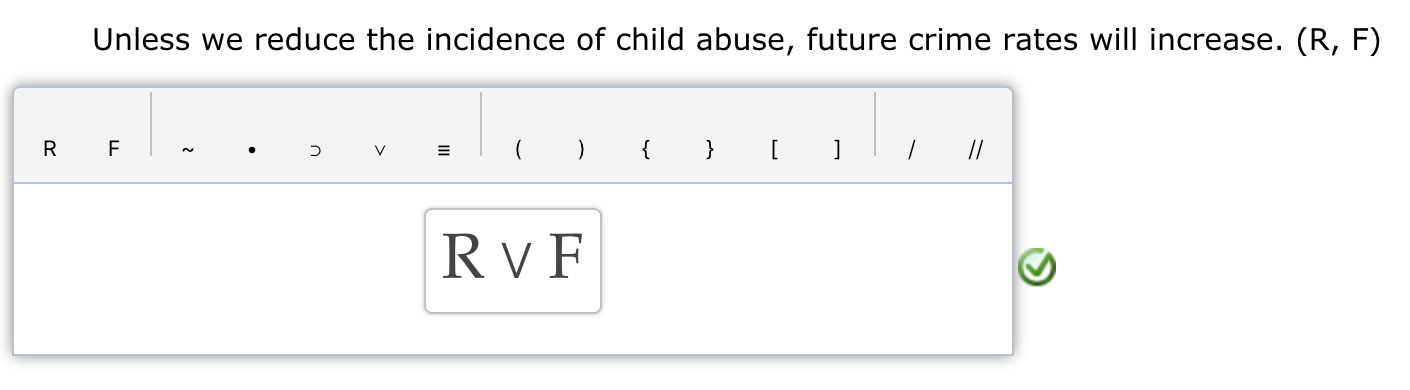 Unless we reduce the incidence of child abuse, future crime rates will increase. (R, F)
R F ~ • ⊃ ∨ ≡ ( ) { } [ ] / //
R ∨ F